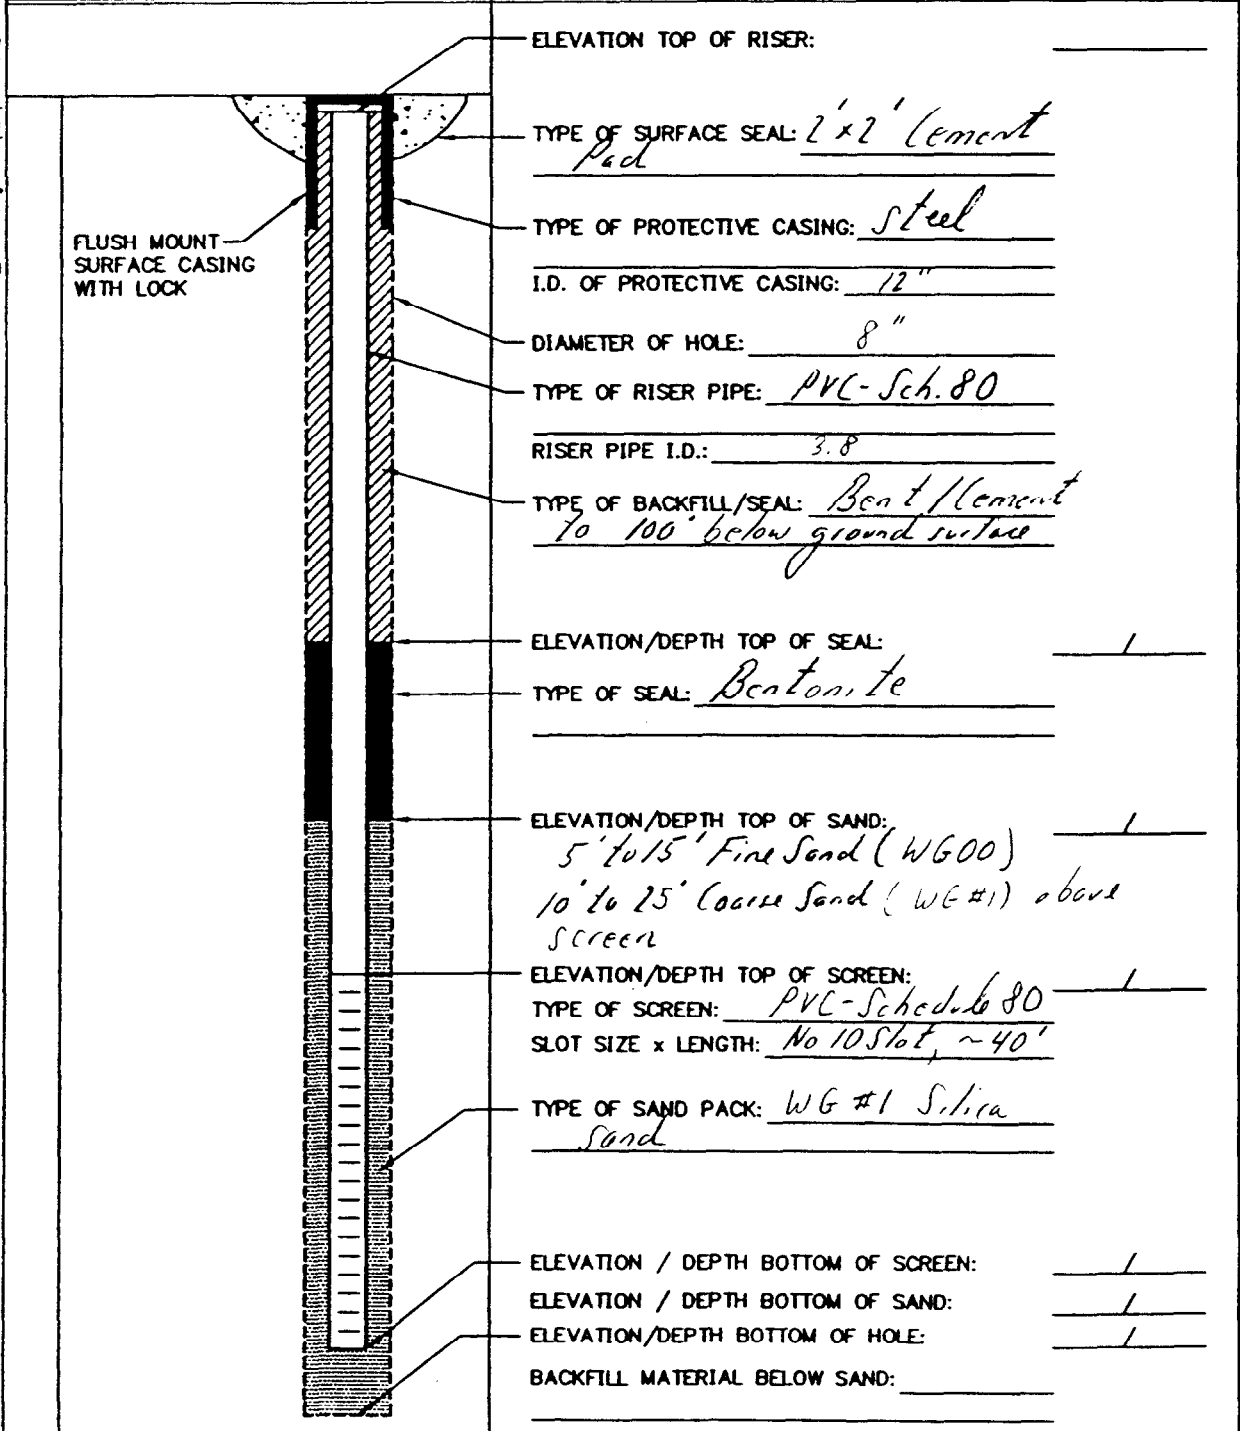 ELEVATION TOP OF RISER:
TYPE OF SURFACE SEAL: 2'x2' Cement
Pad
TYPE OF PROTECTIVE CASING: Steel
FLUSH MOUNT
SURFACE CASING
WITH LOCK
I.D. OF PROTECTIVE CASING: 12"
DIAMETER OF HOLE: 8"
TYPE OF RISER PIPE: PVC-Sch. 80
RISER PIPE I.D.: 3.8
TYPE OF BACKFILL/SEAL: Bent/Cement
to 100' below ground surface
ELEVATION/DEPTH TOP OF SEAL: /
TYPE OF SEAL: Bentonite
ELEVATION/DEPTH TOP OF SAND: /
5' to 15' Fine Sand (WG00)
10' to 25' Coarse Sand (WG #1) above
screen
ELEVATION/DEPTH TOP OF SCREEN: /
TYPE OF SCREEN: PVC-Schedule 80
SLOT SIZE x LENGTH: No 10 Slot, ~40'
TYPE OF SAND PACK: WG #1 Silica
Sand
ELEVATION / DEPTH BOTTOM OF SCREEN: /
ELEVATION / DEPTH BOTTOM OF SAND: /
ELEVATION/DEPTH BOTTOM OF HOLE: /
BACKFILL MATERIAL BELOW SAND: